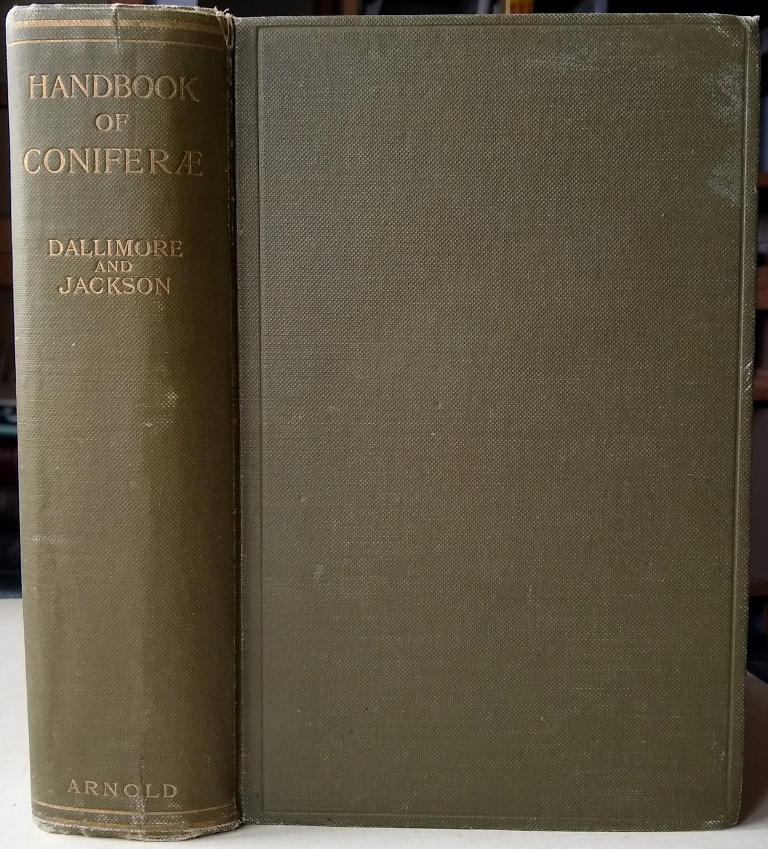 HANDBOOK
OF
CONIFERÆ
DALLIMORE
AND
JACKSON
ARNOLD